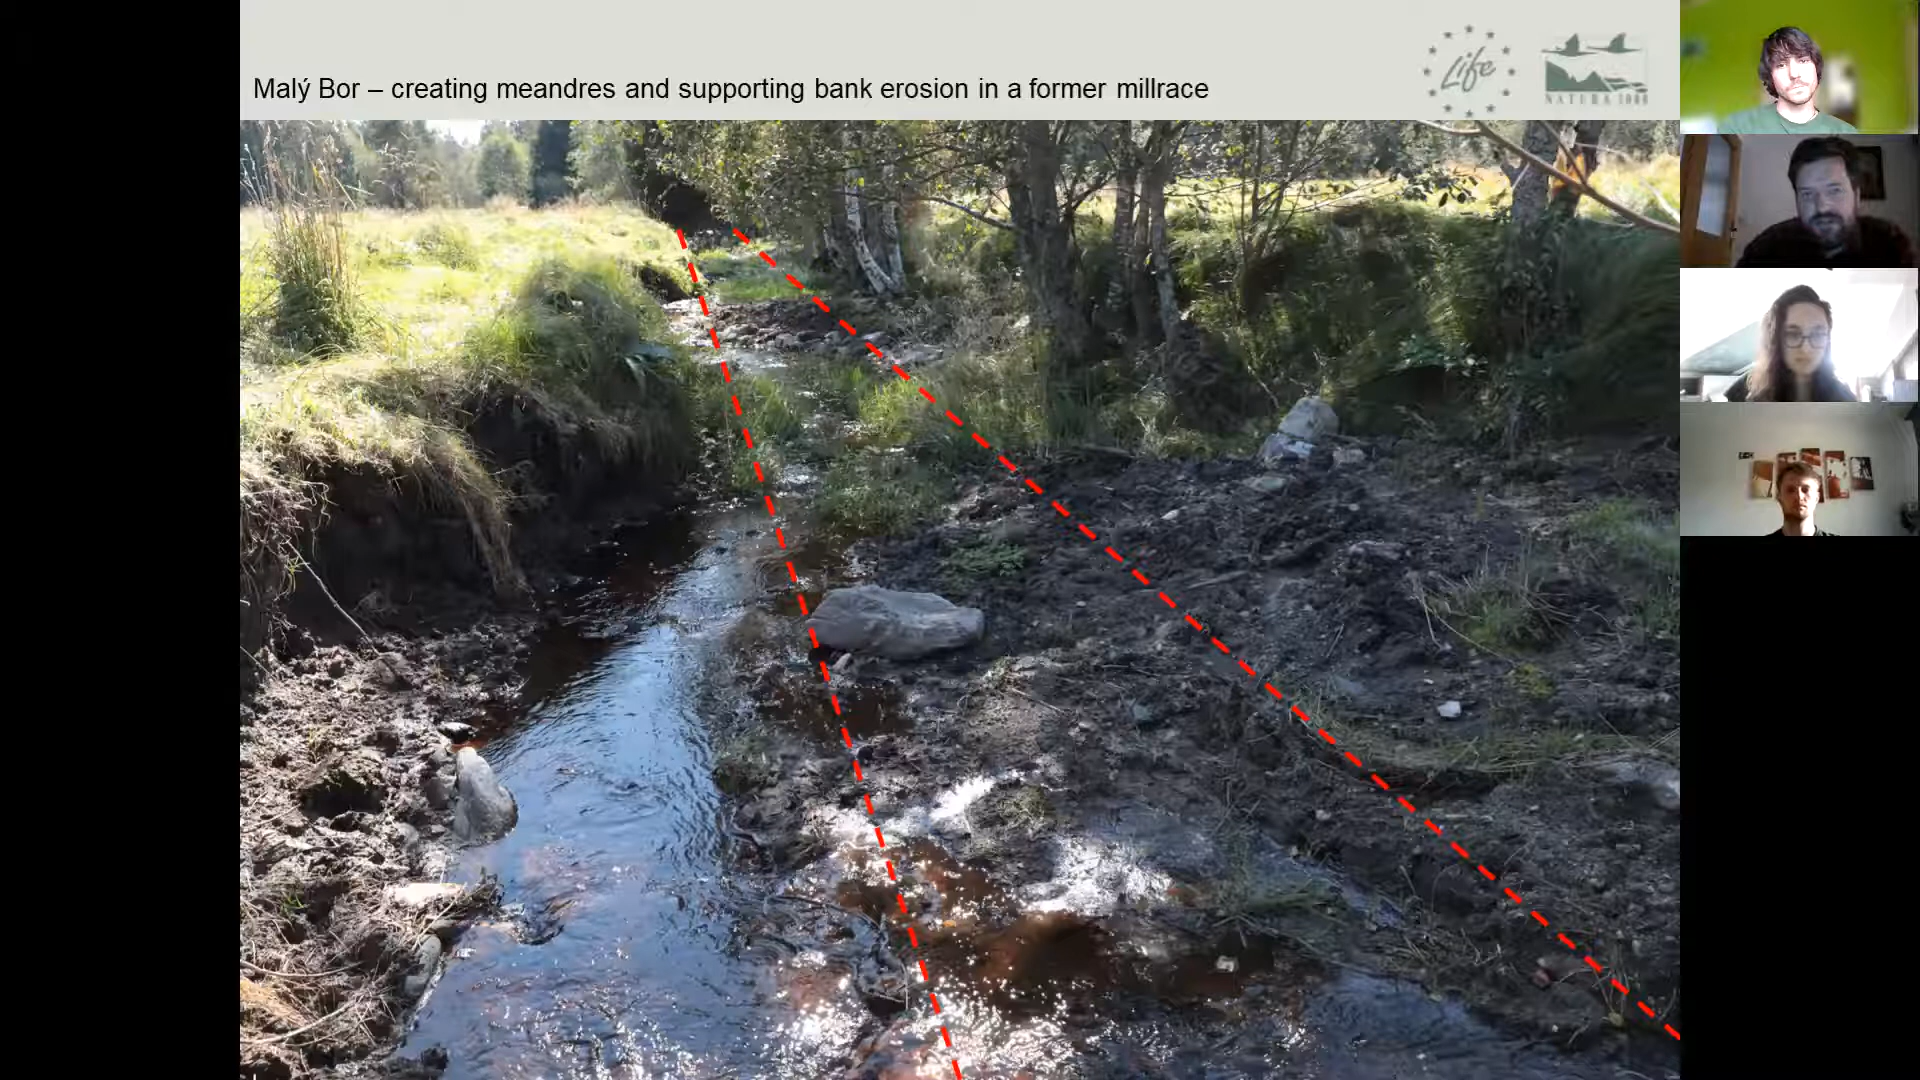 Malý Bor – creating meandres and supporting bank erosion in a former millrace
Life
NATURA 2000